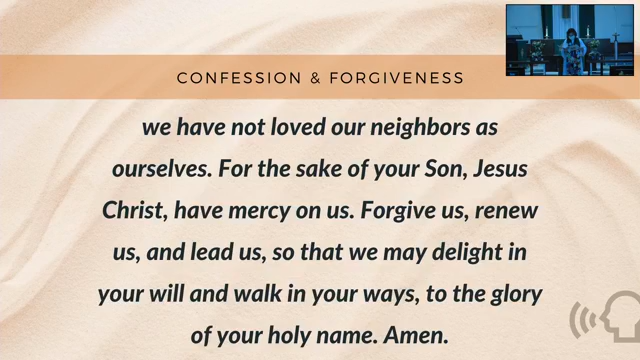 CONFESSION & FORGIVENESS
we have not loved our neighbors as
ourselves. For the sake of your Son, Jesus
Christ, have mercy on us. Forgive us, renew
us, and lead us, so that we may delight in
your will and walk in your ways, to the glory
of your holy name. Amen.